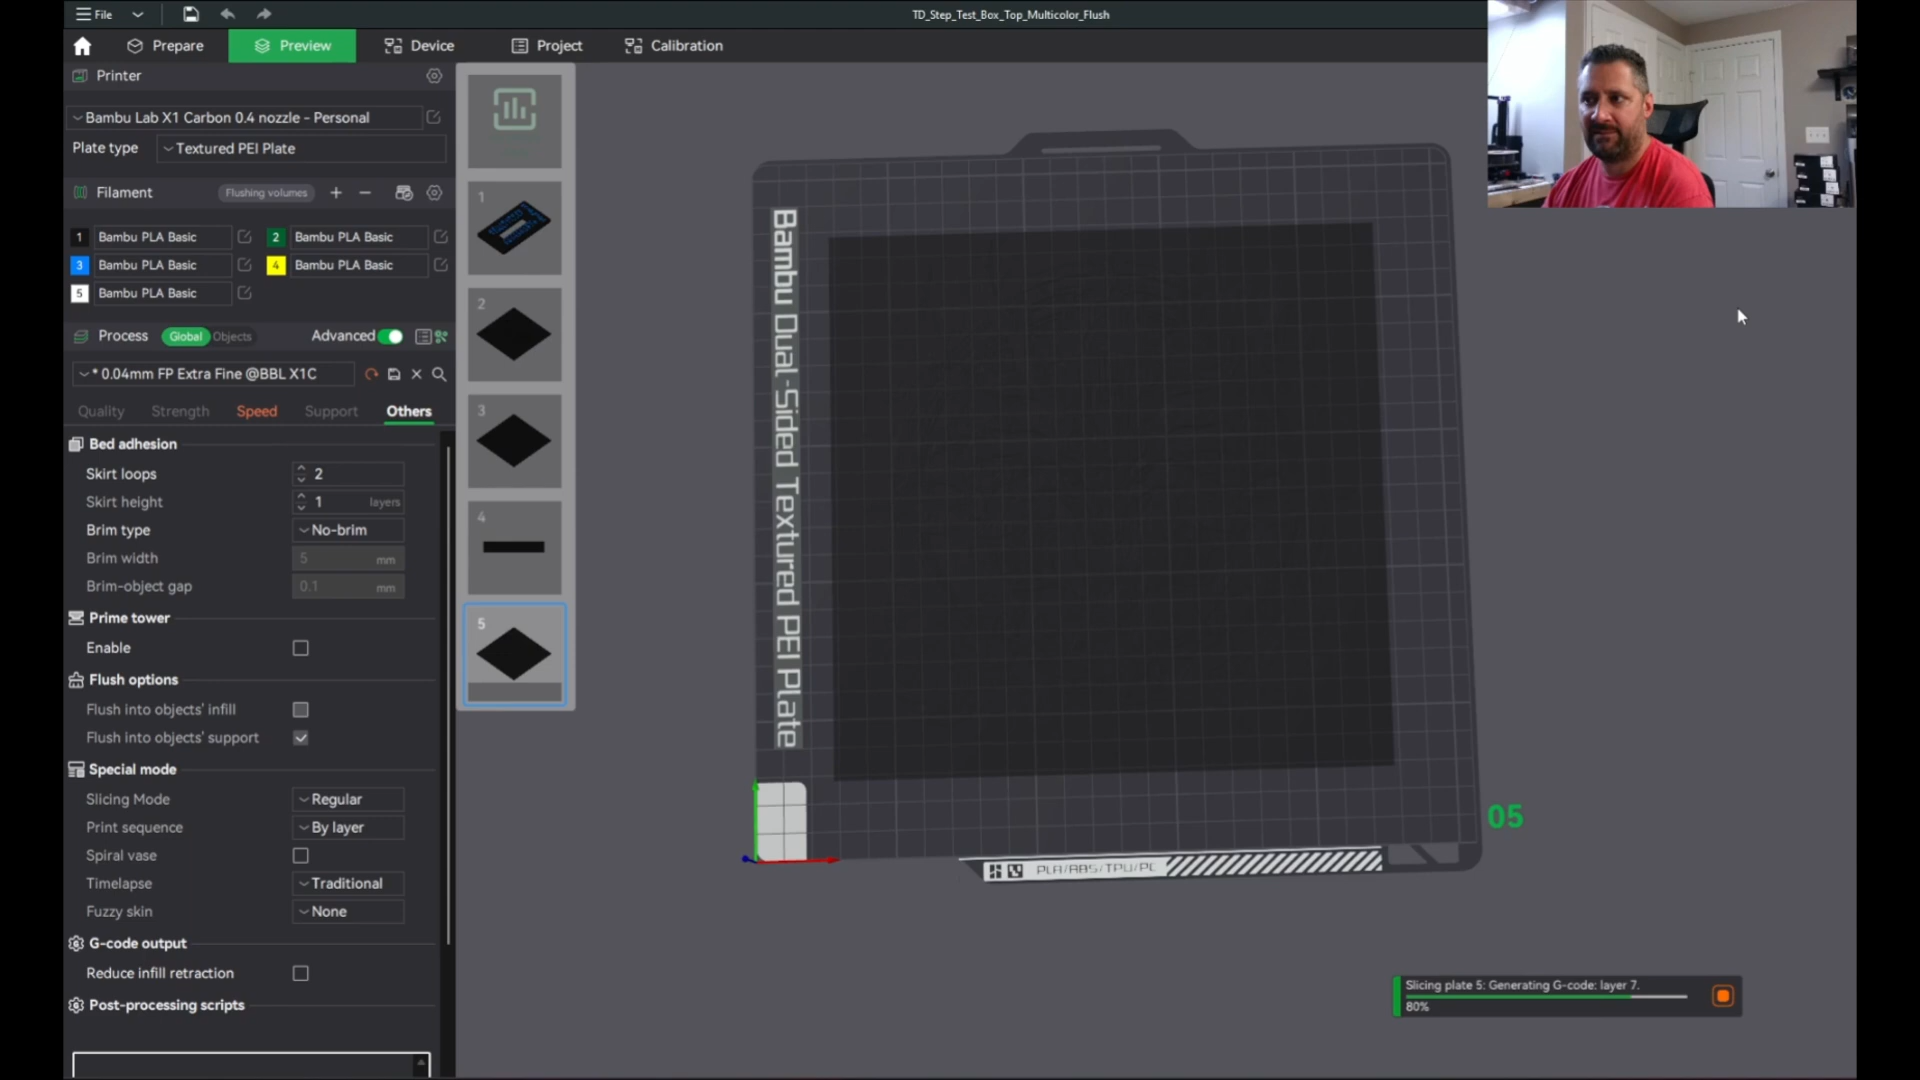 File
TD_Step_Test_Box_Top_Multicolor_Flush
Prepare
Preview
Device
Project
Calibration
Printer
Bambu Lab X1 Carbon 0.4 nozzle - Personal
Plate type
Textured PEI Plate
Filament
Flushing volumes
1 Bambu PLA Basic
2 Bambu PLA Basic
3 Bambu PLA Basic
4 Bambu PLA Basic
5 Bambu PLA Basic
Process
Global
Objects
Advanced
* 0.04mm FP Extra Fine @BBL X1C
Quality
Strength
Speed
Support
Others
Bed adhesion
Skirt loops
2
Skirt height
1 layers
Brim type
No-brim
Brim width
5 mm
Brim-object gap
0.1 mm
Prime tower
Enable
Flush options
Flush into objects' infill
Flush into objects' support
Special mode
Slicing Mode
Regular
Print sequence
By layer
Spiral vase
Timelapse
Traditional
Fuzzy skin
None
G-code output
Reduce infill retraction
Post-processing scripts
1
2
3
4
5
Bambu Dual-Sided Textured PEI Plate
PLA/ABS/TPU/PC
05
Slicing plate 5: Generating G-code: layer 7.
80%